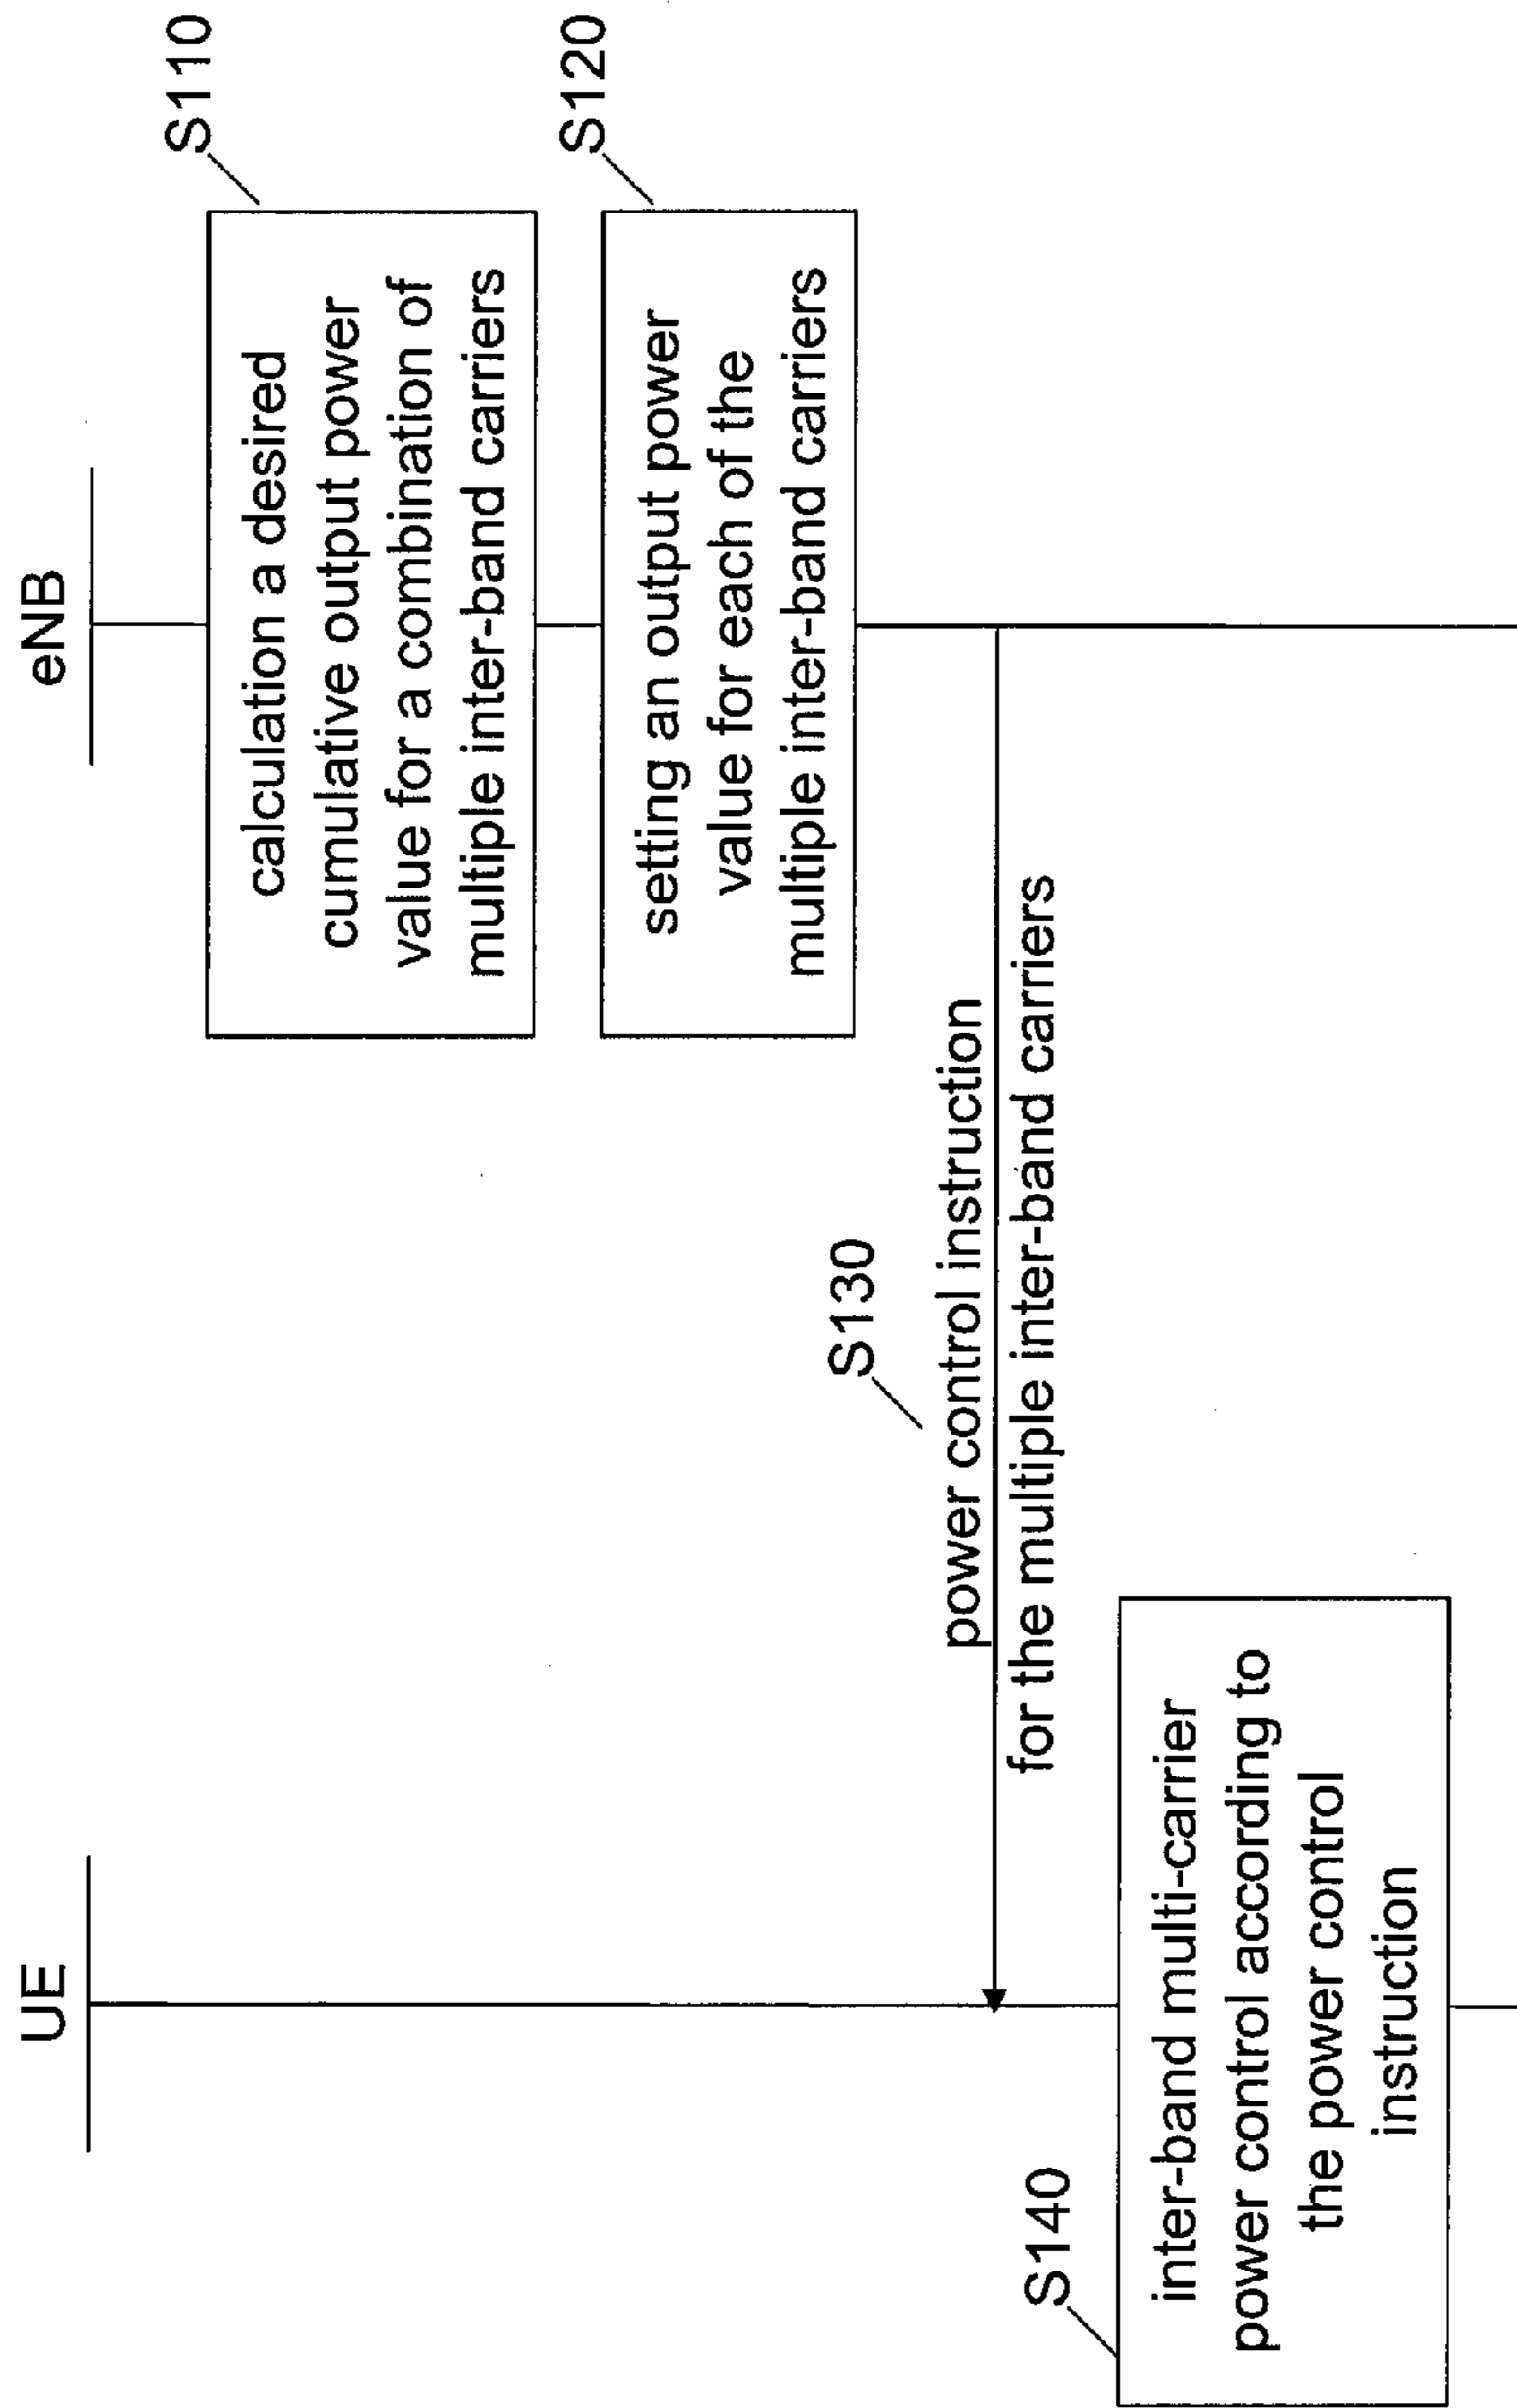 UE
eNB
S110
calculation a desired
cumulative output power
value for a combination of
multiple inter-band carriers
S120
setting an output power
value for each of the
multiple inter-band carriers
S130
power control instruction
for the multiple inter-band carriers
S140
inter-band multi-carrier
power control according to
the power control
instruction